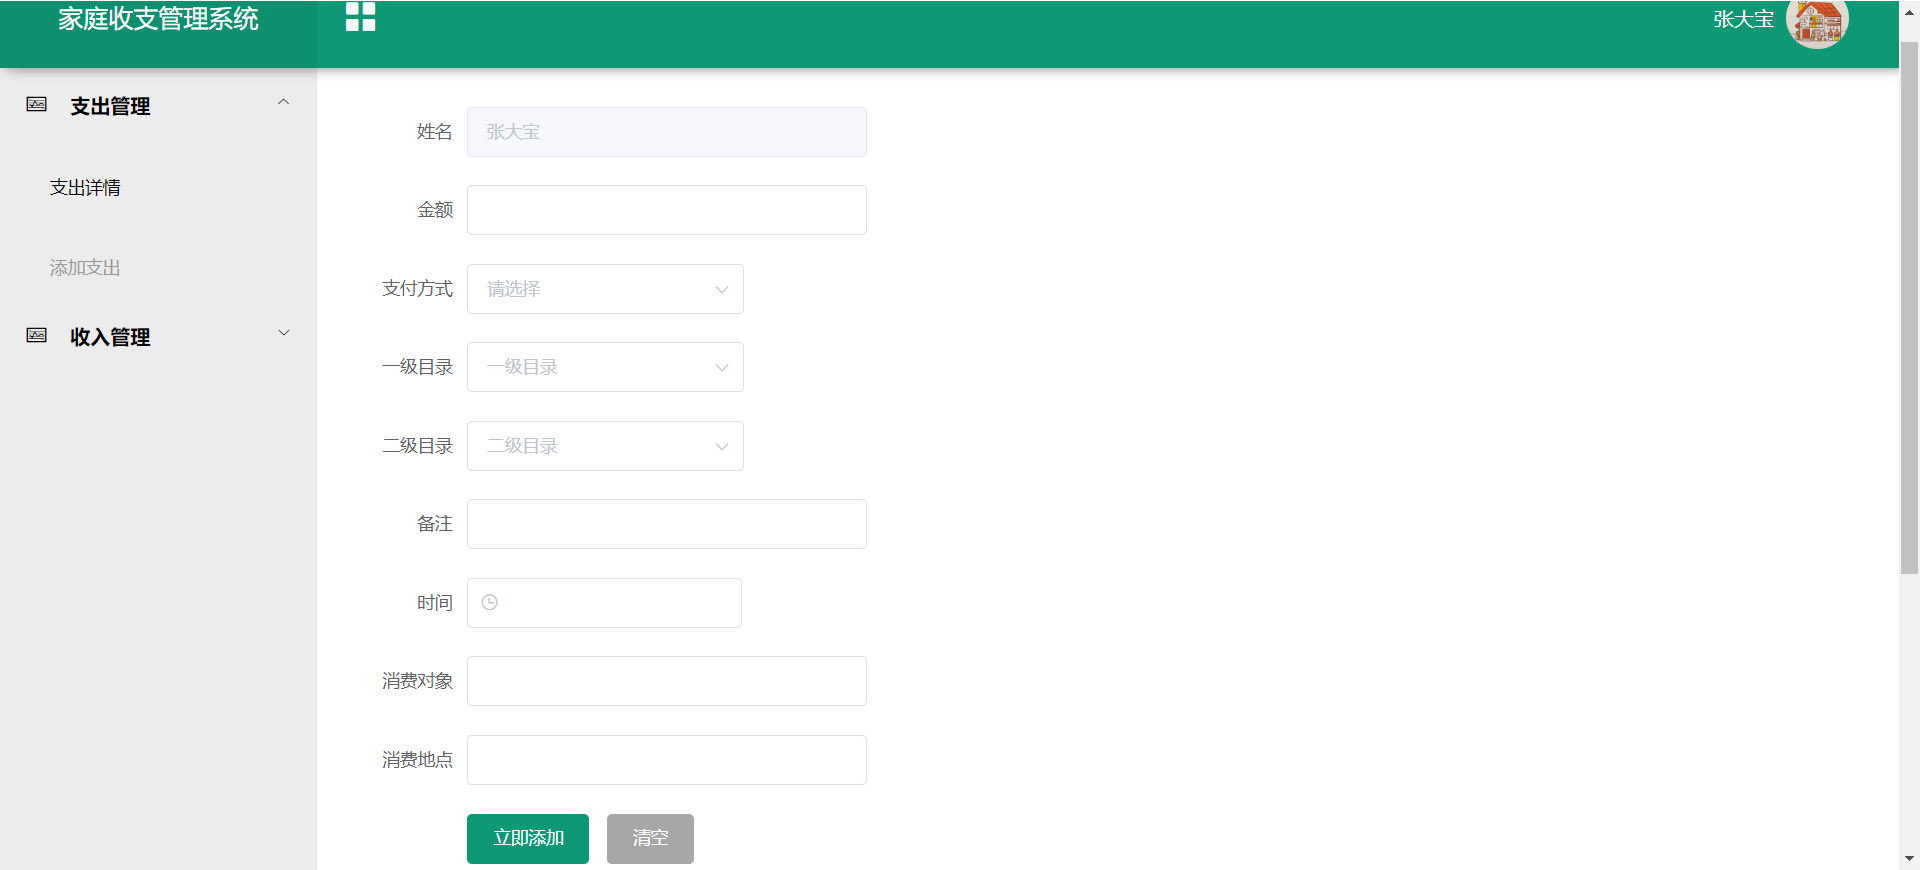 家庭收支管理系统
张大宝
支出管理
支出详情
添加支出
收入管理
姓名 张大宝
金额
支付方式 请选择
一级目录 一级目录
二级目录 二级目录
备注
时间
消费对象
消费地点
立即添加 清空